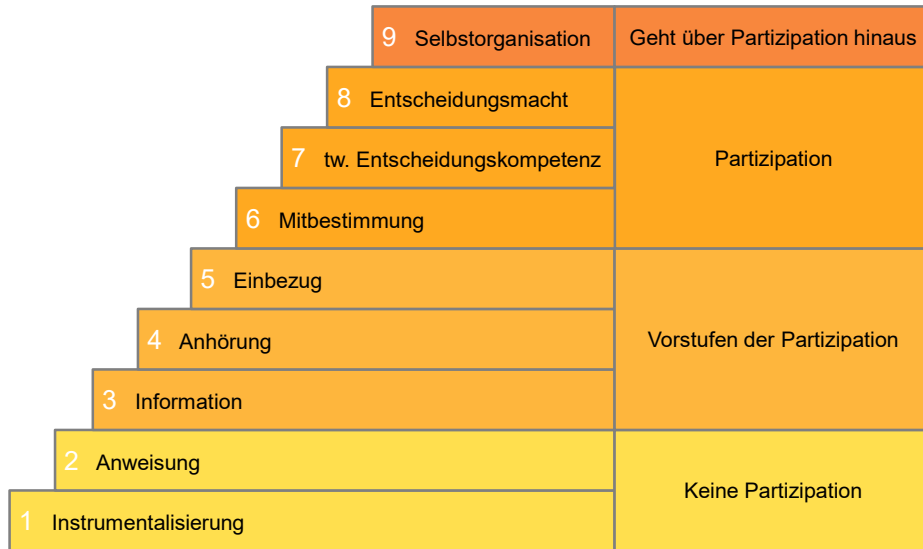 9 Selbstorganisation Geht über Partizipation hinaus
8 Entscheidungsmacht
7 tw. Entscheidungskompetenz Partizipation
6 Mitbestimmung
5 Einbezug
4 Anhörung Vorstufen der Partizipation
3 Information
2 Anweisung
Keine Partizipation
1 Instrumentalisierung